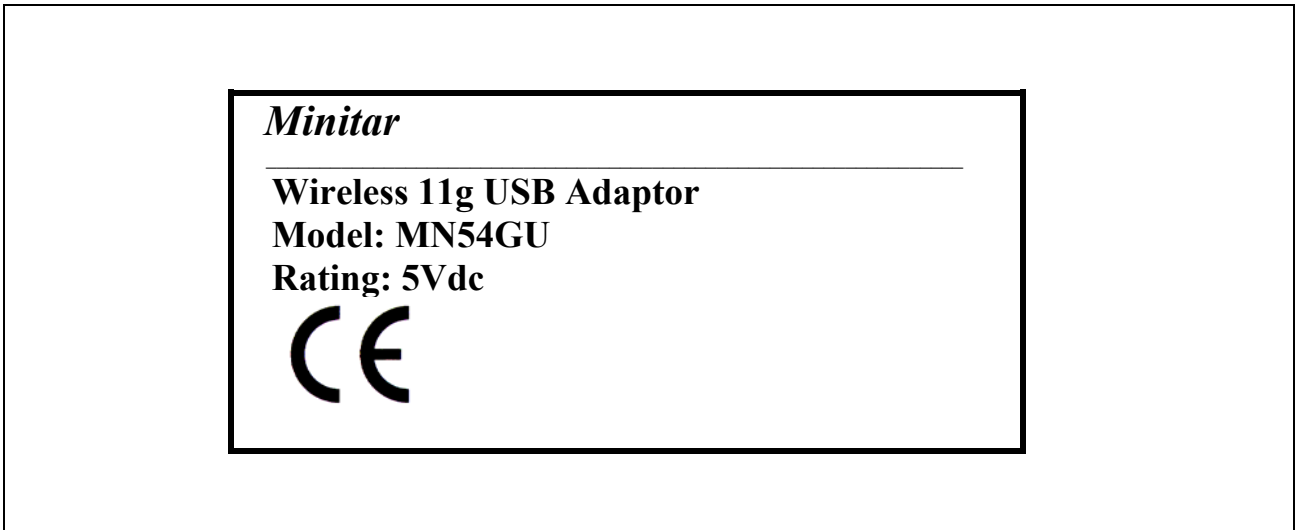 Minitar
Wireless 11g USB Adaptor
Model: MN54GU
Rating: 5Vdc
CE